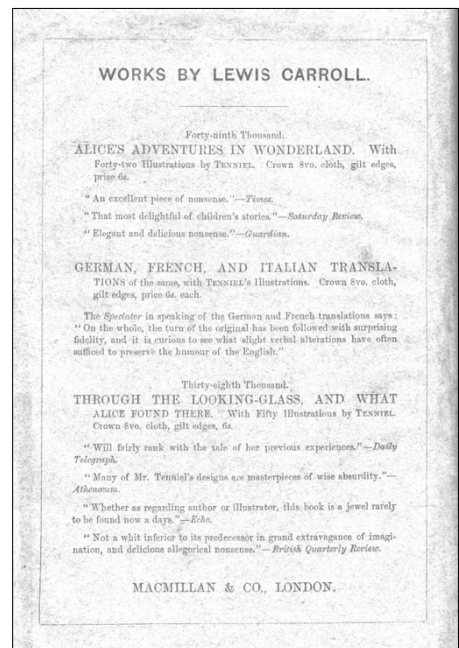 WORKS BY LEWIS CARROLL.
Forty-ninth Thousand.
ALICE'S ADVENTURES IN WONDERLAND. With
Forty-two Illustrations by TENNIEL. Crown 8vo. cloth, gilt edges,
price 6s.
"An excellent piece of nonsense."—Times.
"That most delightful of children's stories."—Saturday Review.
"Elegant and delicious nonsense."—Guardian.
GERMAN, FRENCH, AND ITALIAN TRANSLA-
TIONS of the same, with TENNIEL'S Illustrations. Crown 8vo. cloth,
gilt edges, price 6s. each.
The Spectator in speaking of the German and French translations says:
"On the whole, the turn of the original has been followed with surprising
fidelity, and it is curious to see what slight verbal alterations have often
sufficed to preserve the humour of the English."
Thirty-eighth Thousand.
THROUGH THE LOOKING-GLASS, AND WHAT
ALICE FOUND THERE. With Fifty Illustrations by TENNIEL.
Crown 8vo. cloth, gilt edges, 6s.
"Will fairly rank with the tale of her previous experiences."—Daily
Telegraph.
"Many of Mr. Tenniel's designs are masterpieces of wise absurdity."—
Athenæum.
"Whether as regarding author or illustrator, this book is a jewel rarely
to be found now a days."—Echo.
"Not a whit inferior to its predecessor in grand extravagance of imagi-
nation, and delicious allegorical nonsense."—British Quarterly Review.
MACMILLAN & CO., LONDON.